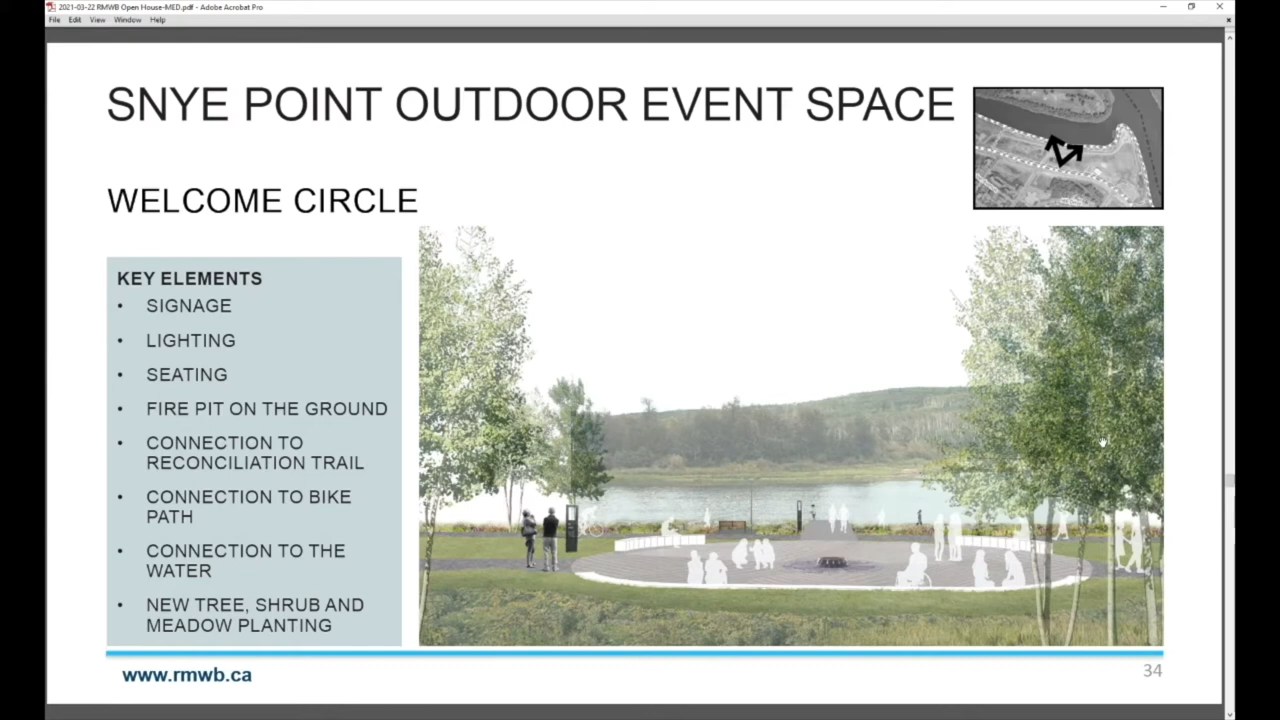 2021-03-22 RMWB Open House-MED.pdf - Adobe Acrobat Pro
File Edit View Window Help
SNYE POINT OUTDOOR EVENT SPACE
WELCOME CIRCLE
KEY ELEMENTS
• SIGNAGE
• LIGHTING
• SEATING
• FIRE PIT ON THE GROUND
• CONNECTION TO
RECONCILIATION TRAIL
• CONNECTION TO BIKE
PATH
• CONNECTION TO THE
WATER
• NEW TREE, SHRUB AND
MEADOW PLANTING
www.rmwb.ca
34